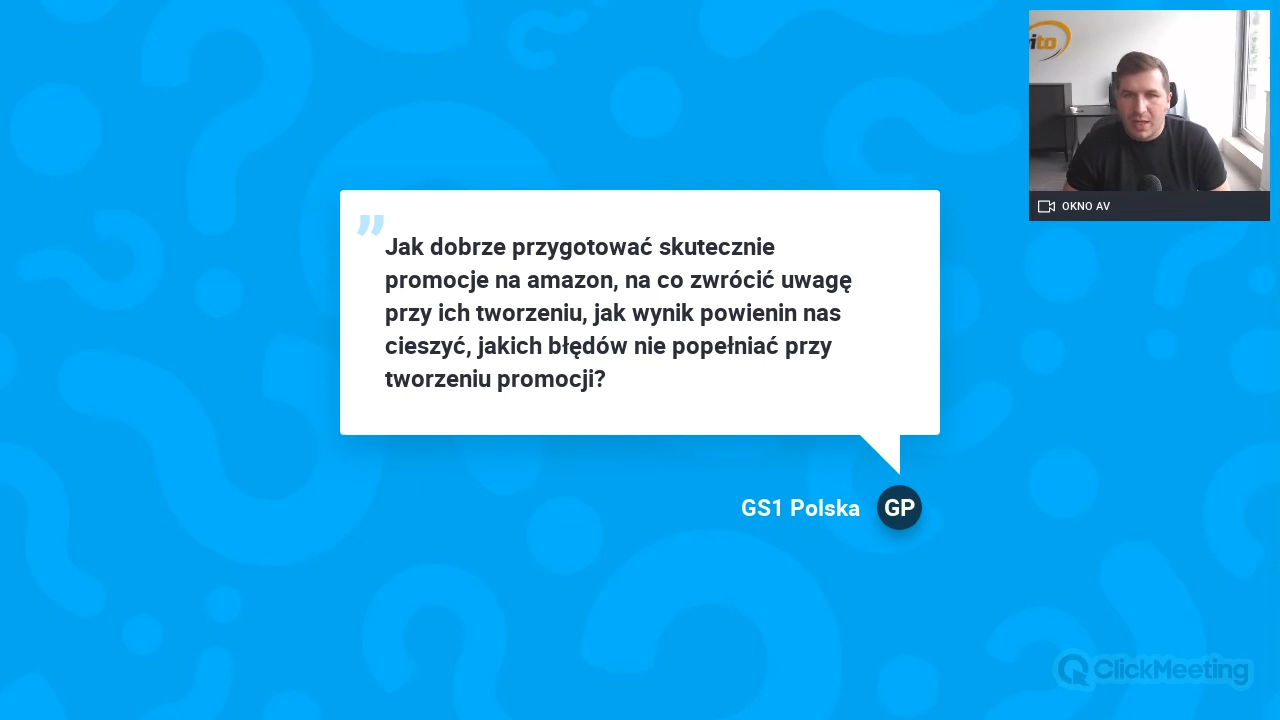 ito
OKNO AV
”
Jak dobrze przygotować skutecznie
promocje na amazon, na co zwrócić uwagę
przy ich tworzeniu, jak wynik powienin nas
cieszyć, jakich błędów nie popełniać przy
tworzeniu promocji?
GS1 Polska GP
ClickMeeting